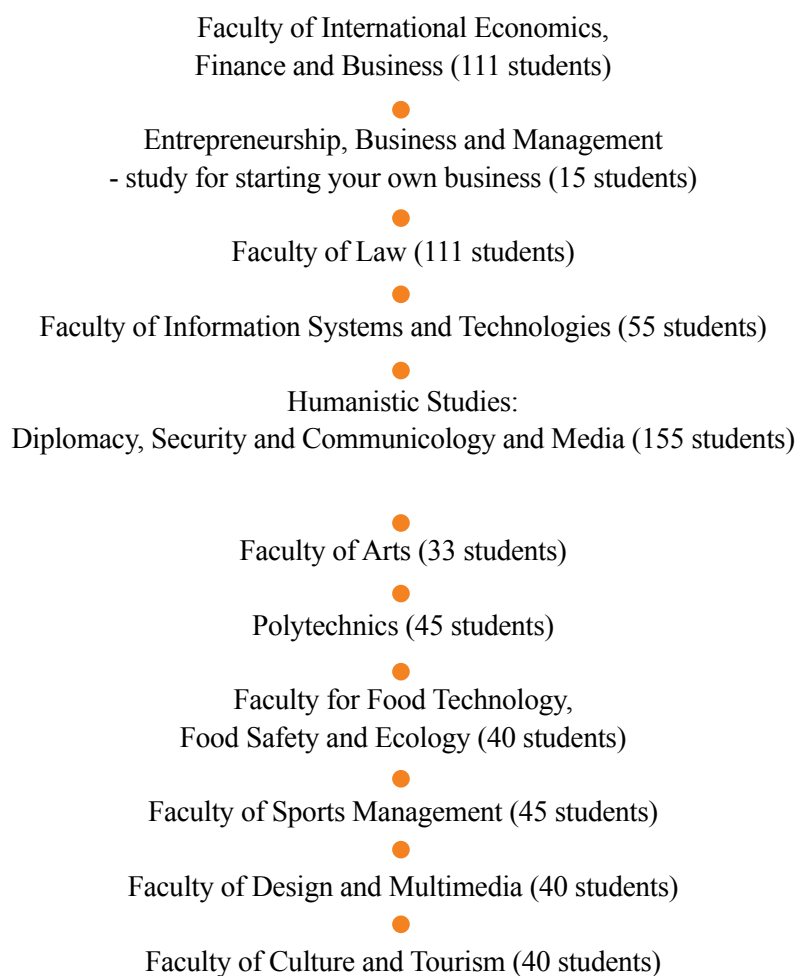 Faculty of International Economics,
Finance and Business (111 students)
Entrepreneurship, Business and Management
- study for starting your own business (15 students)
Faculty of Law (111 students)
Faculty of Information Systems and Technologies (55 students)
Humanistic Studies:
Diplomacy, Security and Communicology and Media (155 students)
Faculty of Arts (33 students)
Polytechnics (45 students)
Faculty for Food Technology,
Food Safety and Ecology (40 students)
Faculty of Sports Management (45 students)
Faculty of Design and Multimedia (40 students)
Faculty of Culture and Tourism (40 students)